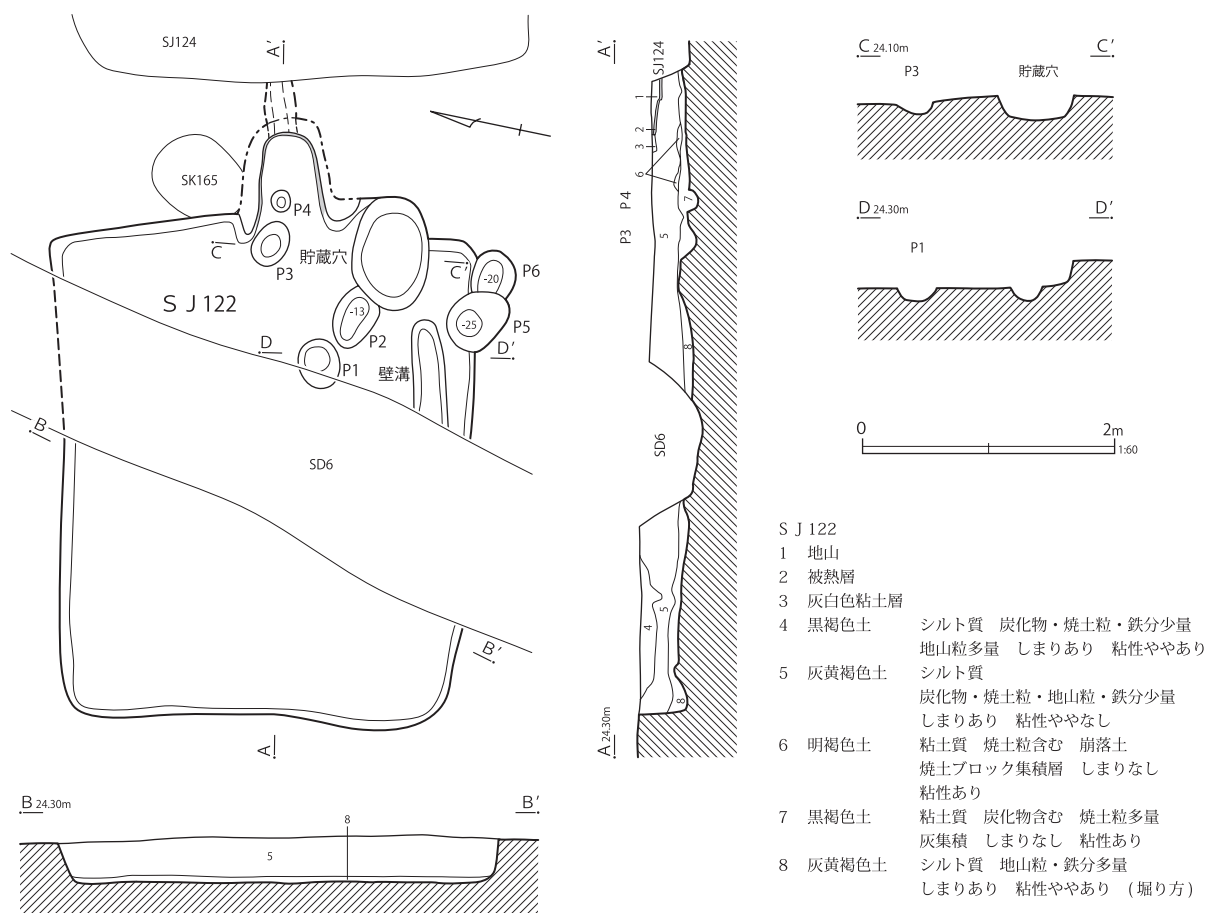 SJ124
A'
SK165
P4
C
P3
貯蔵穴
C'
-20
P6
ＳＪ122
-13
P2
-25
P5
D
D'
P1
壁溝
B
SD6
B'
A
A'
SJ124
1
2
3
6
P4
7
P3
5
8
SD6
4
5
8
A 24.30m
C 24.10m
C'
P3
貯蔵穴
D 24.30m
D'
P1
0
2m
1:60
B 24.30m
B'
8
5
ＳＪ122
1 地山
2 被熱層
3 灰白色粘土層
4 黒褐色土 シルト質 炭化物・焼土粒・鉄分少量
地山粒多量 しまりあり 粘性ややあり
5 灰黄褐色土 シルト質
炭化物・焼土粒・地山粒・鉄分少量
しまりあり 粘性ややなし
6 明褐色土 粘土質 焼土粒含む 崩落土
焼土ブロック集積層 しまりなし
粘性あり
7 黒褐色土 粘土質 炭化物含む 焼土粒多量
灰集積 しまりなし 粘性あり
8 灰黄褐色土 シルト質 地山粒・鉄分多量
しまりあり 粘性ややあり (堀り方)